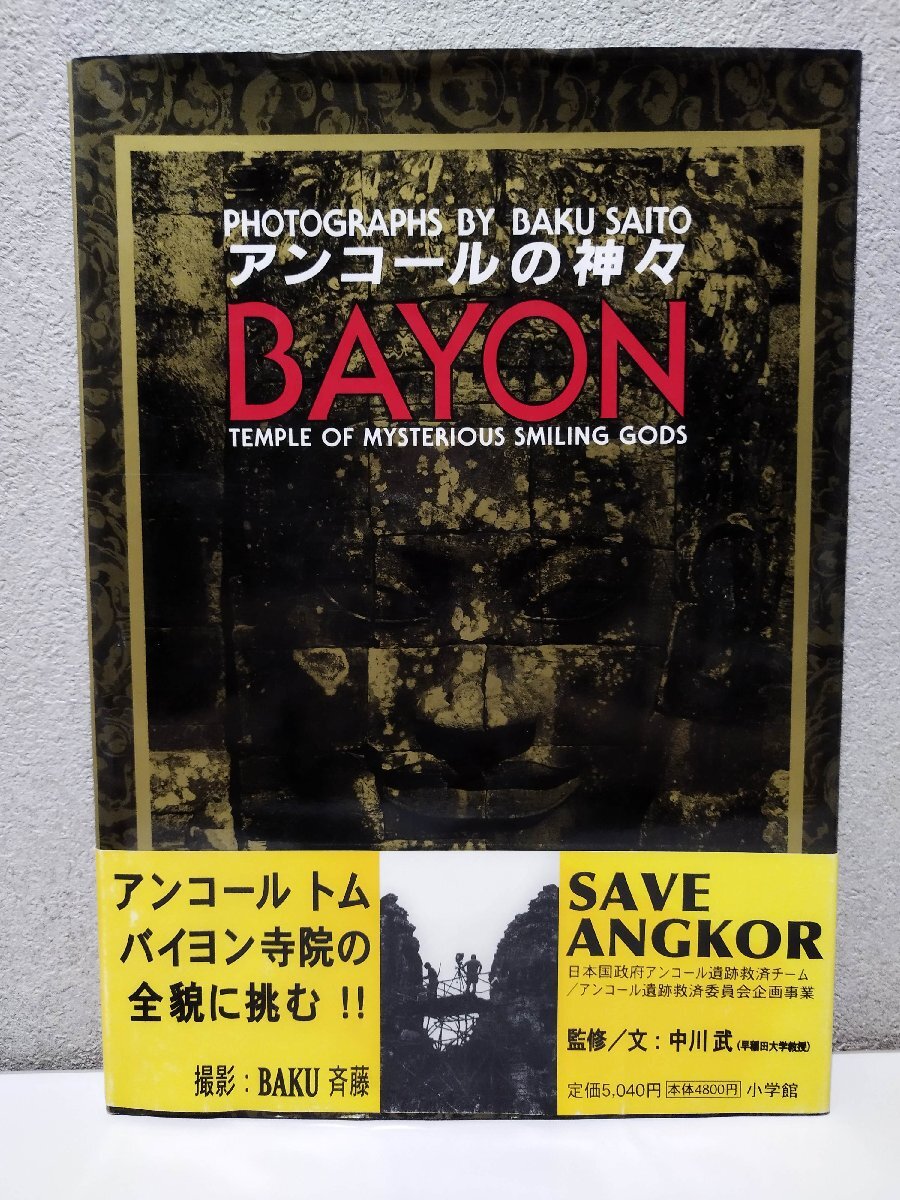 PHOTOGRAPHS BY BAKU SAITO
アンコールの神々
BAYON
TEMPLE OF MYSTERIOUS SMILING GODS
アンコール トム
バイヨン寺院の
全貌に挑む !!
撮影 : BAKU 斉藤
SAVE
ANGKOR
日本国政府アンコール遺跡救済チーム
/アンコール遺跡救済委員会企画事業
監修/文 : 中川 武 (早稲田大学教授)
定価5,040円 本体4800円 小学館